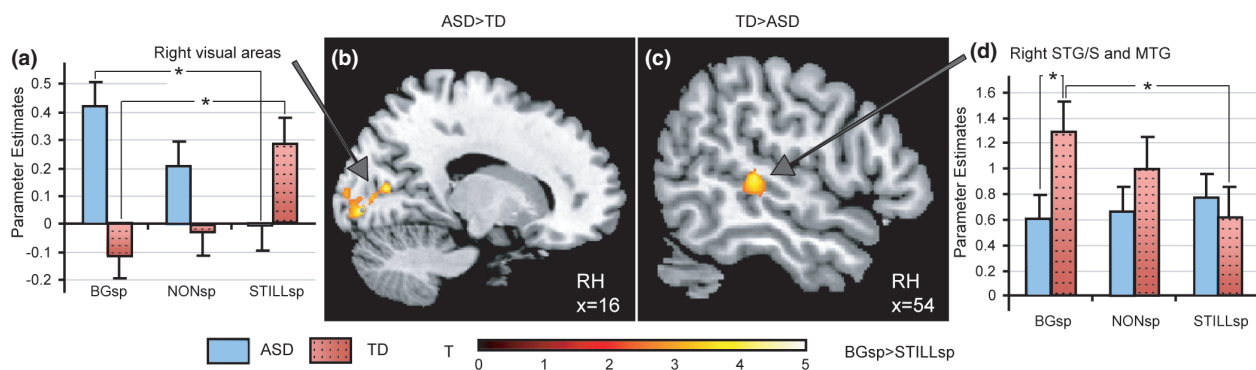 ASD>TD
TD>ASD
(a)
Right visual areas
(b)
(c)
(d)
Right STG/S and MTG
Parameter Estimates
0.5
0.4
0.3
0.2
0.1
0
-0.1
-0.2
*
*
BGsp NONsp STILLsp
RH
x=16
RH
x=54
Parameter Estimates
1.6
1.4
1.2
1.0
0.8
0.6
0.4
0.2
0
*
*
BGsp NONsp STILLsp
ASD TD
T
0 1 2 3 4 5
BGsp>STILLsp